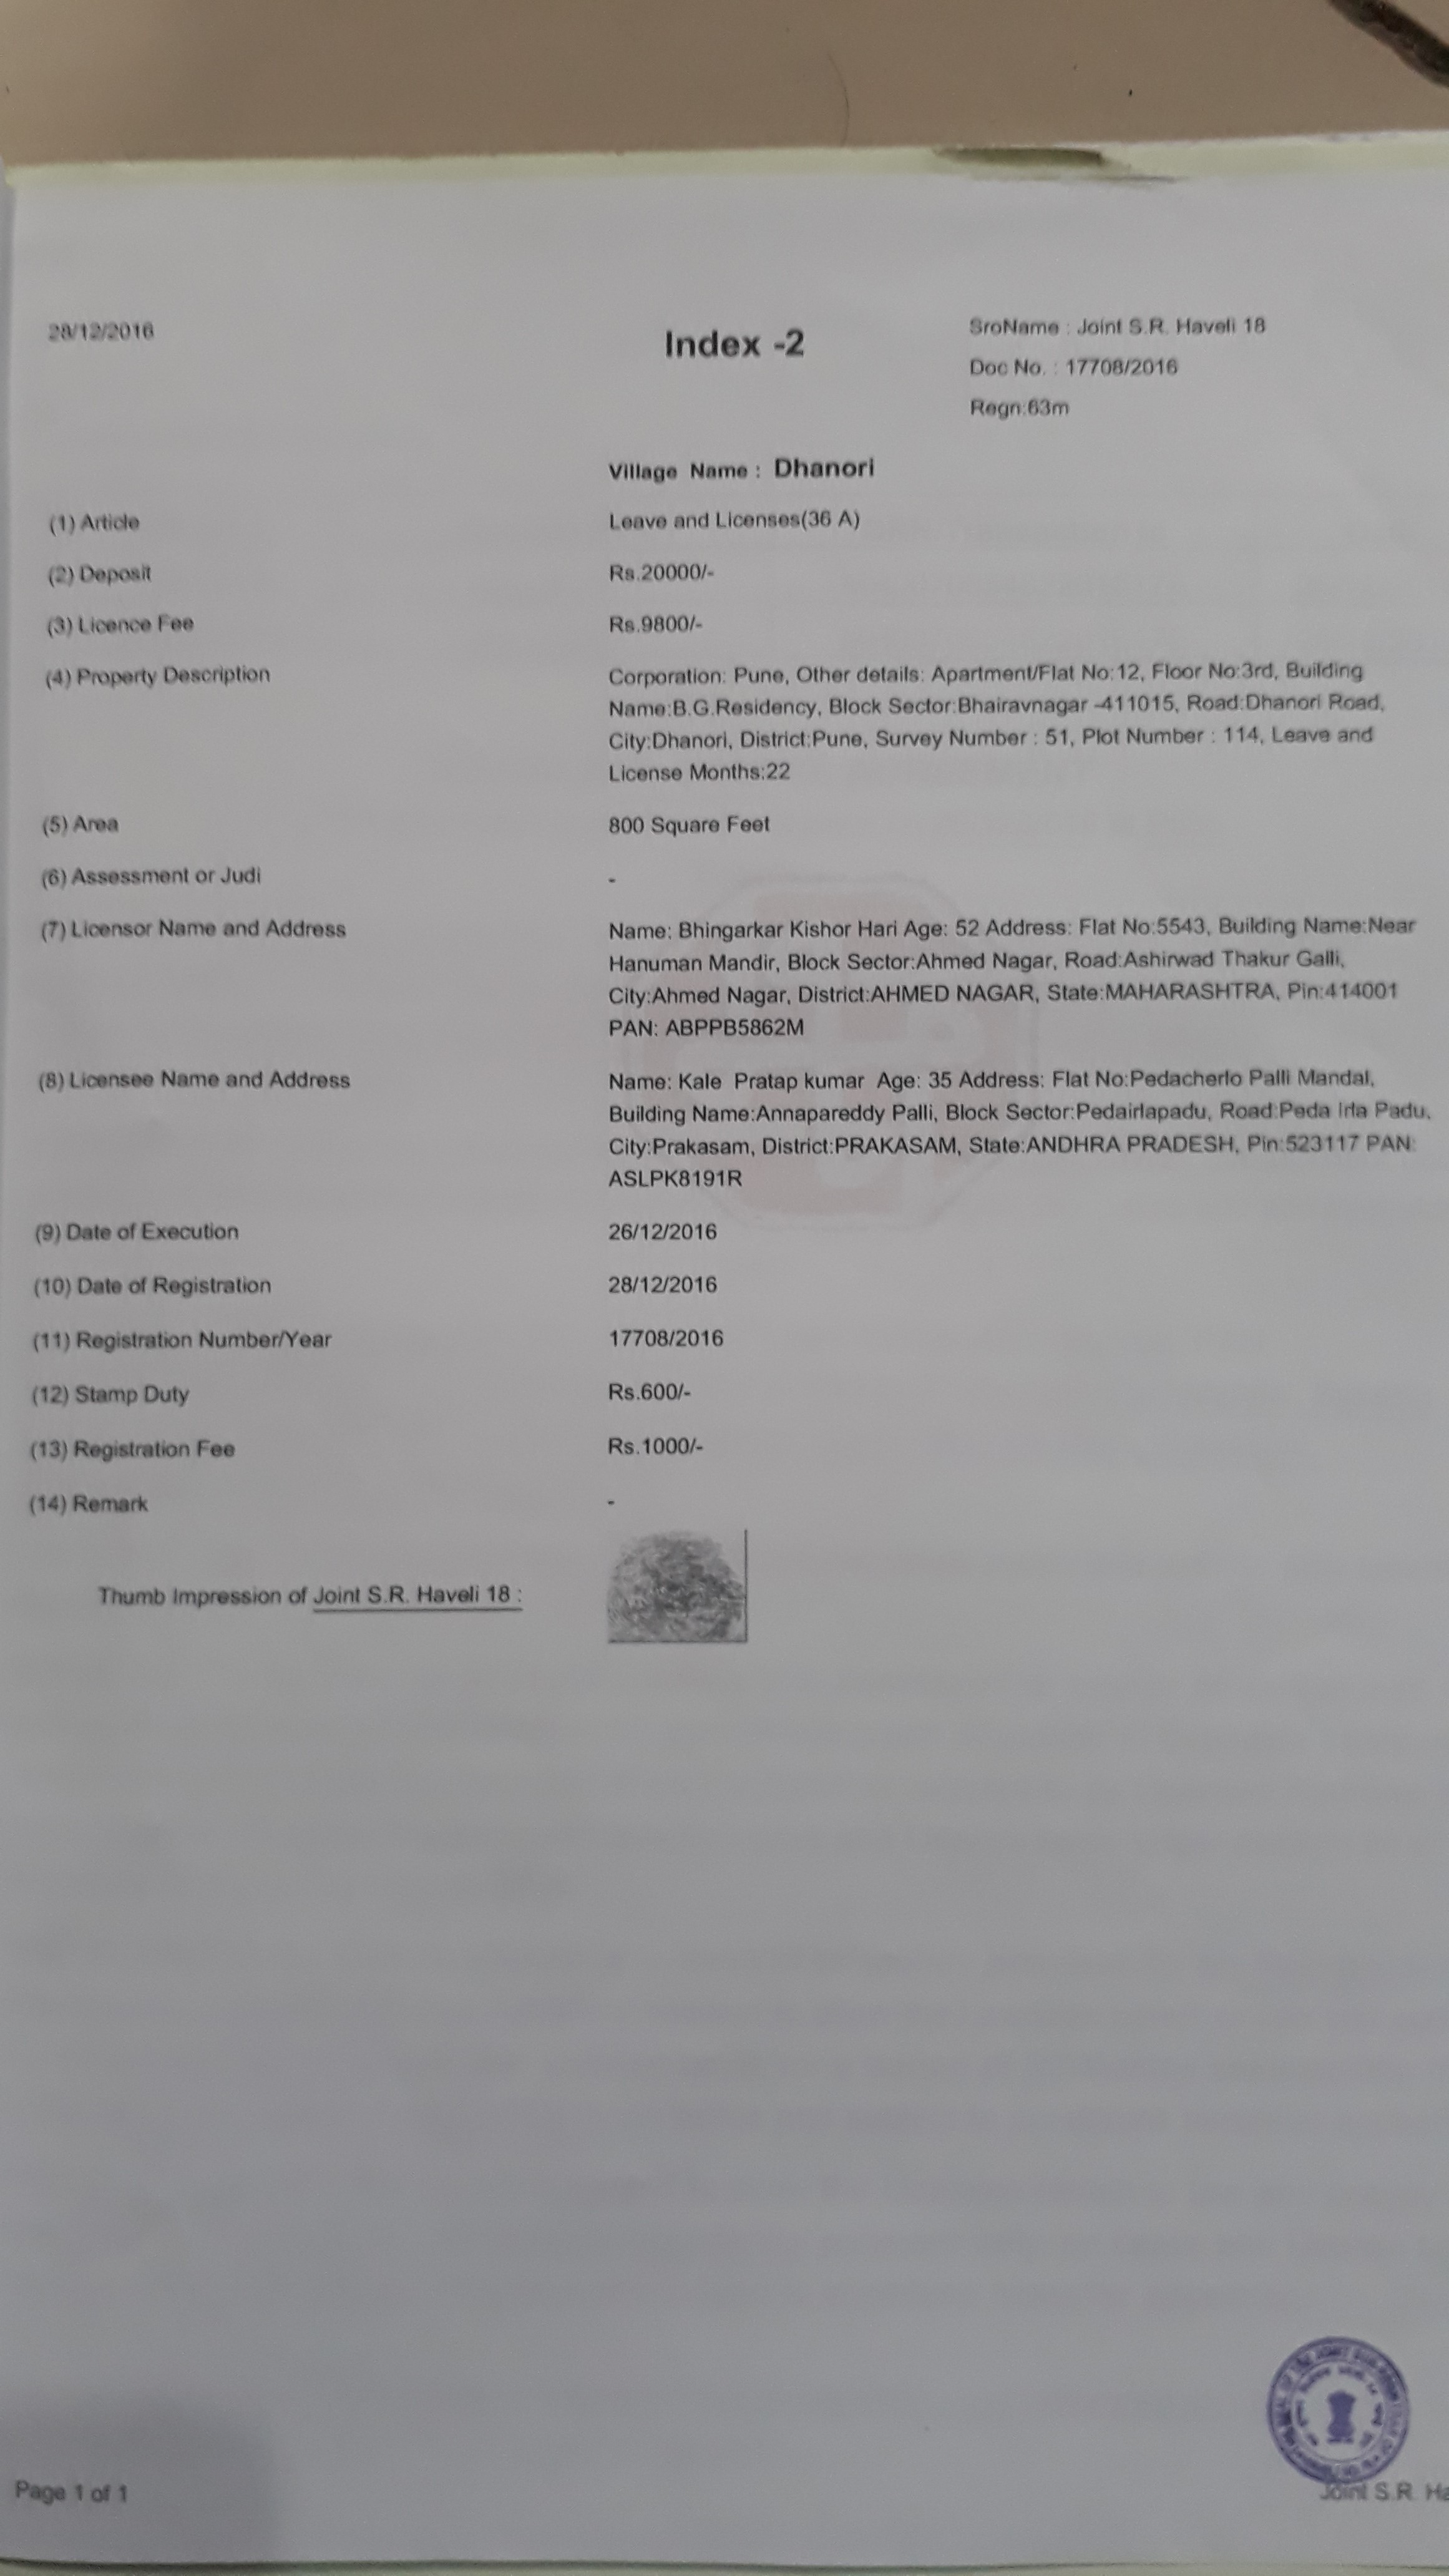 28/12/2016
Index -2
SroName : Joint S.R. Haveli 18
Doc No. : 17708/2016
Regn:63m
Village Name : Dhanori
(1) Article Leave and Licenses(36 A)
(2) Deposit Rs.20000/-
(3) Licence Fee Rs.9800/-
(4) Property Description Corporation: Pune, Other details: Apartment/Flat No:12, Floor No:3rd, Building
Name:B.G.Residency, Block Sector:Bhairavnagar -411015, Road:Dhanori Road,
City:Dhanori, District:Pune, Survey Number : 51, Plot Number : 114, Leave and
License Months:22
(5) Area 800 Square Feet
(6) Assessment or Judi -
(7) Licensor Name and Address Name: Bhingarkar Kishor Hari Age: 52 Address: Flat No:5543, Building Name:Near
Hanuman Mandir, Block Sector:Ahmed Nagar, Road:Ashirwad Thakur Galli,
City:Ahmed Nagar, District:AHMED NAGAR, State:MAHARASHTRA, Pin:414001
PAN: ABPPB5862M
(8) Licensee Name and Address Name: Kale Pratap kumar Age: 35 Address: Flat No:Pedacherlo Palli Mandal,
Building Name:Annapareddy Palli, Block Sector:Pedairlapadu, Road:Peda Irla Padu,
City:Prakasam, District:PRAKASAM, State:ANDHRA PRADESH, Pin:523117 PAN:
ASLPK8191R
(9) Date of Execution 26/12/2016
(10) Date of Registration 28/12/2016
(11) Registration Number/Year 17708/2016
(12) Stamp Duty Rs.600/-
(13) Registration Fee Rs.1000/-
(14) Remark -
Thumb Impression of Joint S.R. Haveli 18 :
Page 1 of 1
Joint S.R. Ha